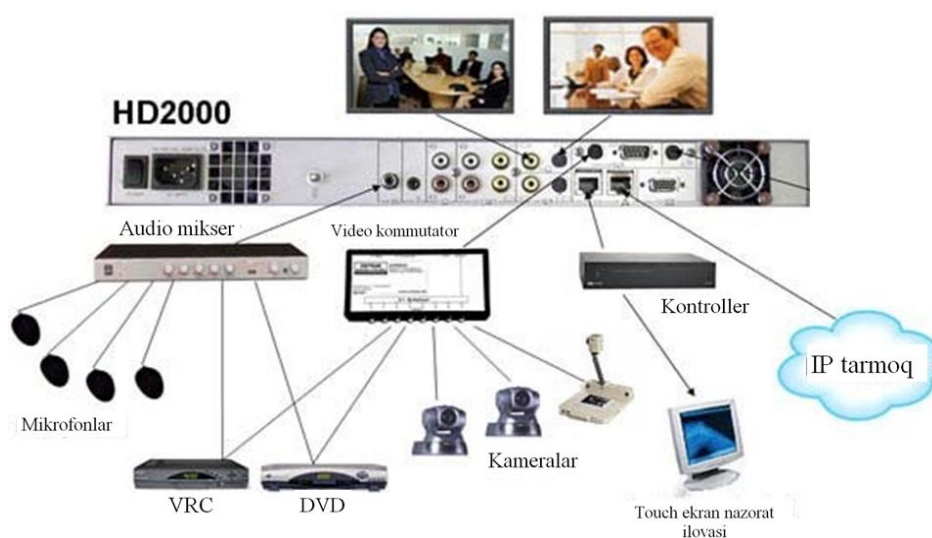 HD2000
Audio mikser
Video kommutator
Kontroller
IP tarmoq
Mikrofonlar
Kameralar
VRC
DVD
Touch ekran nazorat
ilovasi